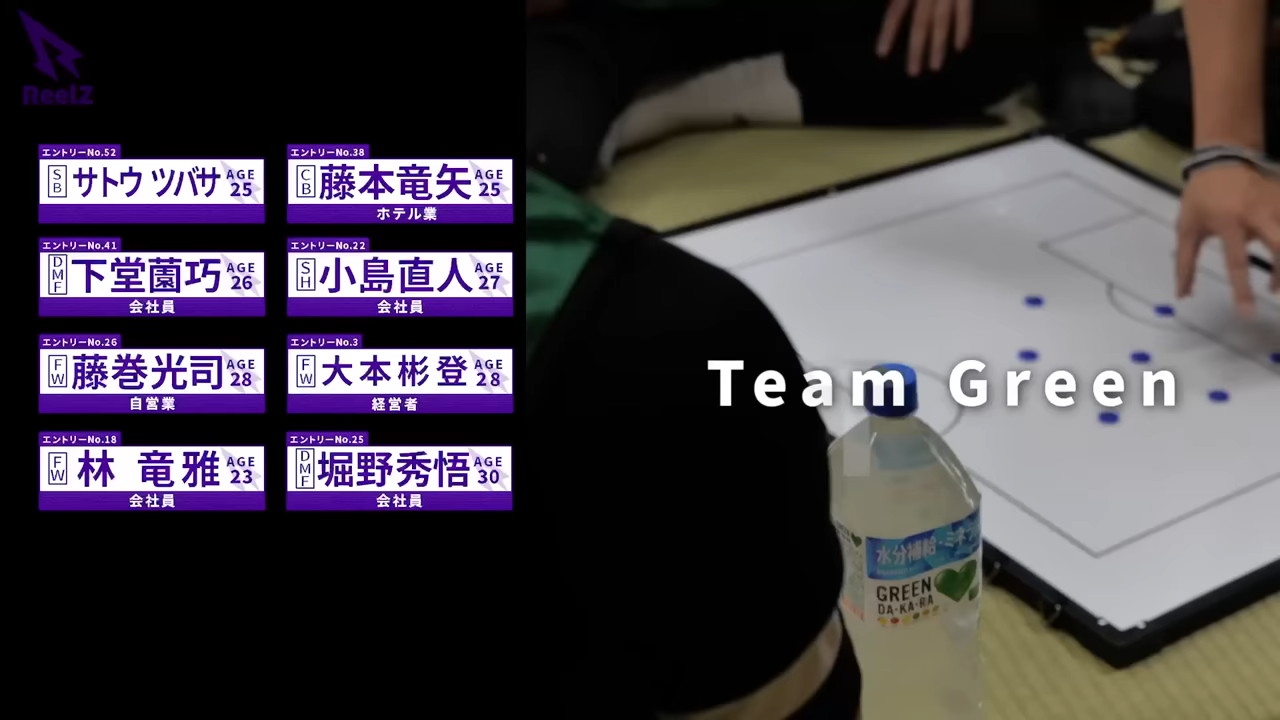 ReelZ
エントリーNo.52
SB サトウ ツバサ AGE 25
エントリーNo.38
CB 藤本竜矢 AGE 25
ホテル業
エントリーNo.41
DMF 下堂薗巧 AGE 26
会社員
エントリーNo.22
SH 小島直人 AGE 27
会社員
エントリーNo.26
FW 藤巻光司 AGE 28
自営業
エントリーNo.3
FW 大本彬登 AGE 28
経営者
エントリーNo.18
FW 林 竜雅 AGE 23
会社員
エントリーNo.25
DMF 堀野秀悟 AGE 30
会社員
Team Green
水分補給・ミネラ
GREEN
DA・KA・RA